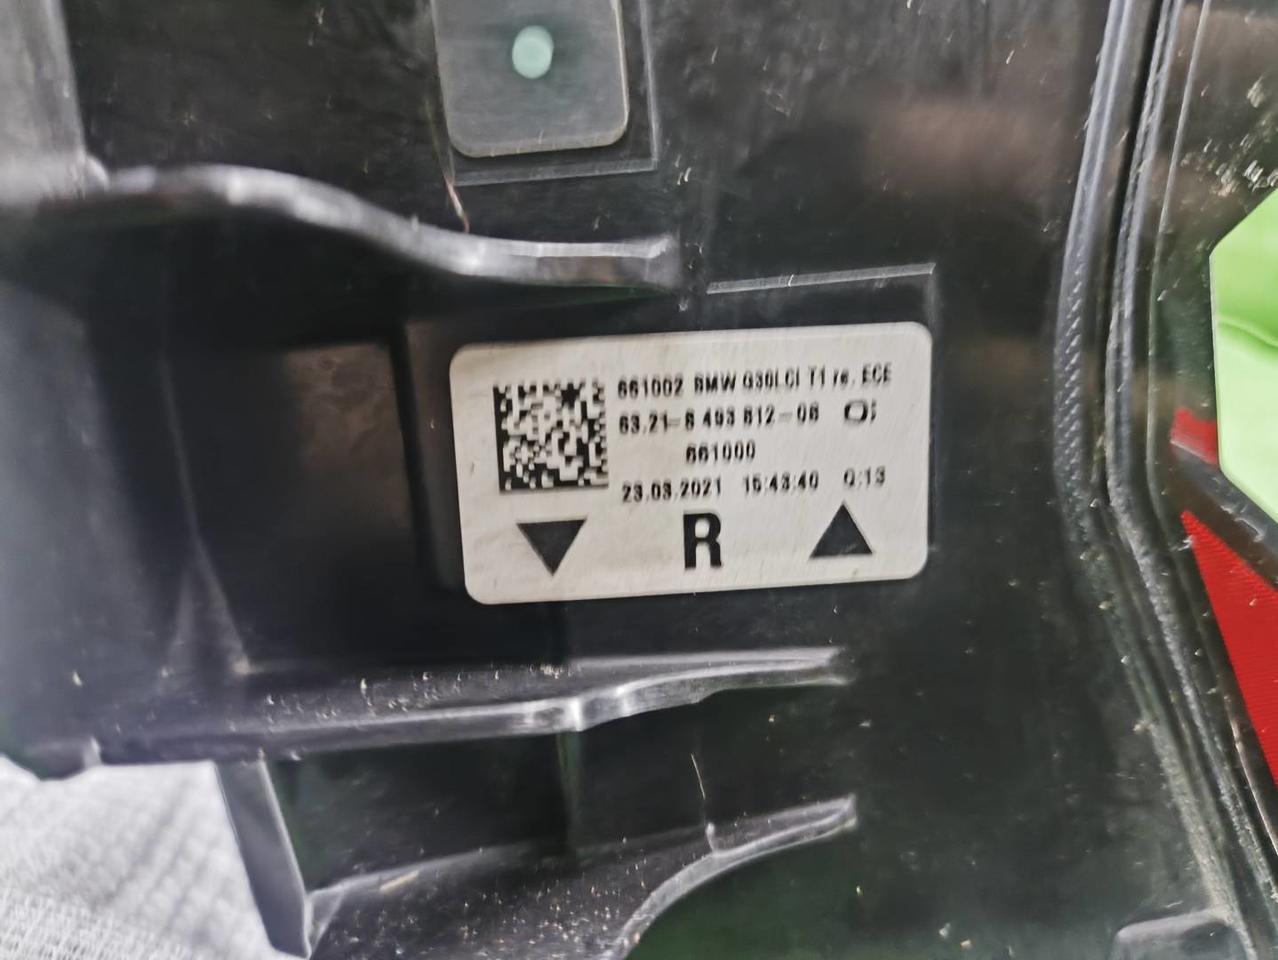 661002 BMW G30LCI T1 re. ECE
63.21-8 493 812-06
661000
23.03.2021 15:43:40 Q:13
R